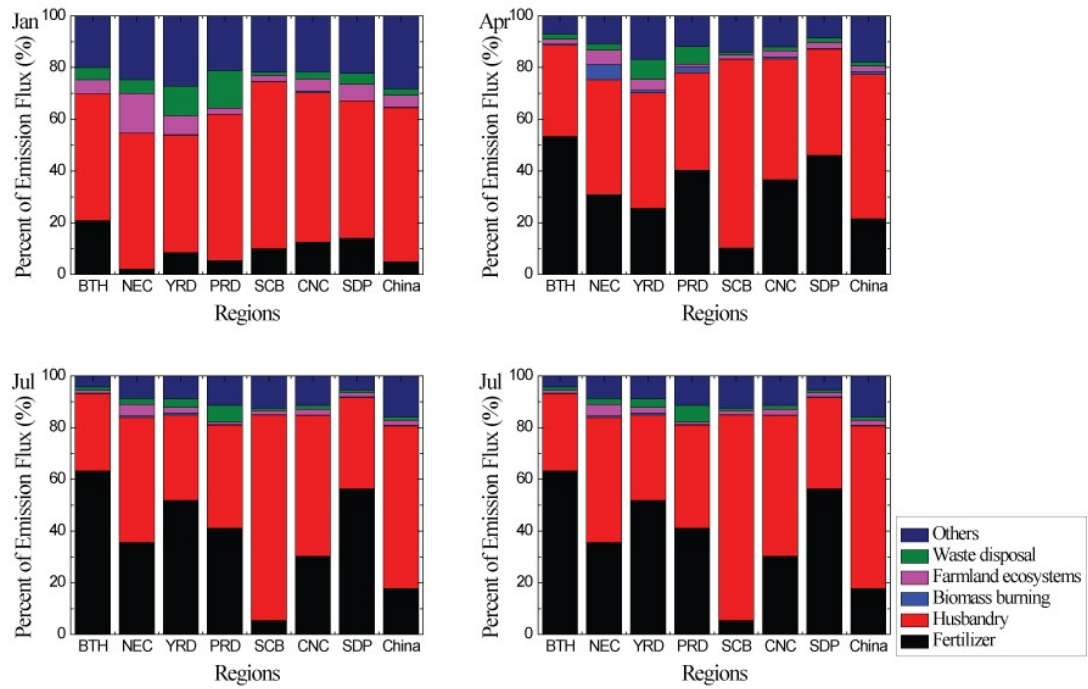 Jan
Percent of Emission Flux (%)
100
80
60
40
20
0
BTH NEC YRD PRD SCB CNC SDP China
Regions
Apr
Percent of Emission Flux (%)
100
80
60
40
20
0
BTH NEC YRD PRD SCB CNC SDP China
Regions
Jul
Percent of Emission Flux (%)
100
80
60
40
20
0
BTH NEC YRD PRD SCB CNC SDP China
Regions
Jul
Percent of Emission Flux (%)
100
80
60
40
20
0
BTH NEC YRD PRD SCB CNC SDP China
Regions
Others
Waste disposal
Farmland ecosystems
Biomass burning
Husbandry
Fertilizer